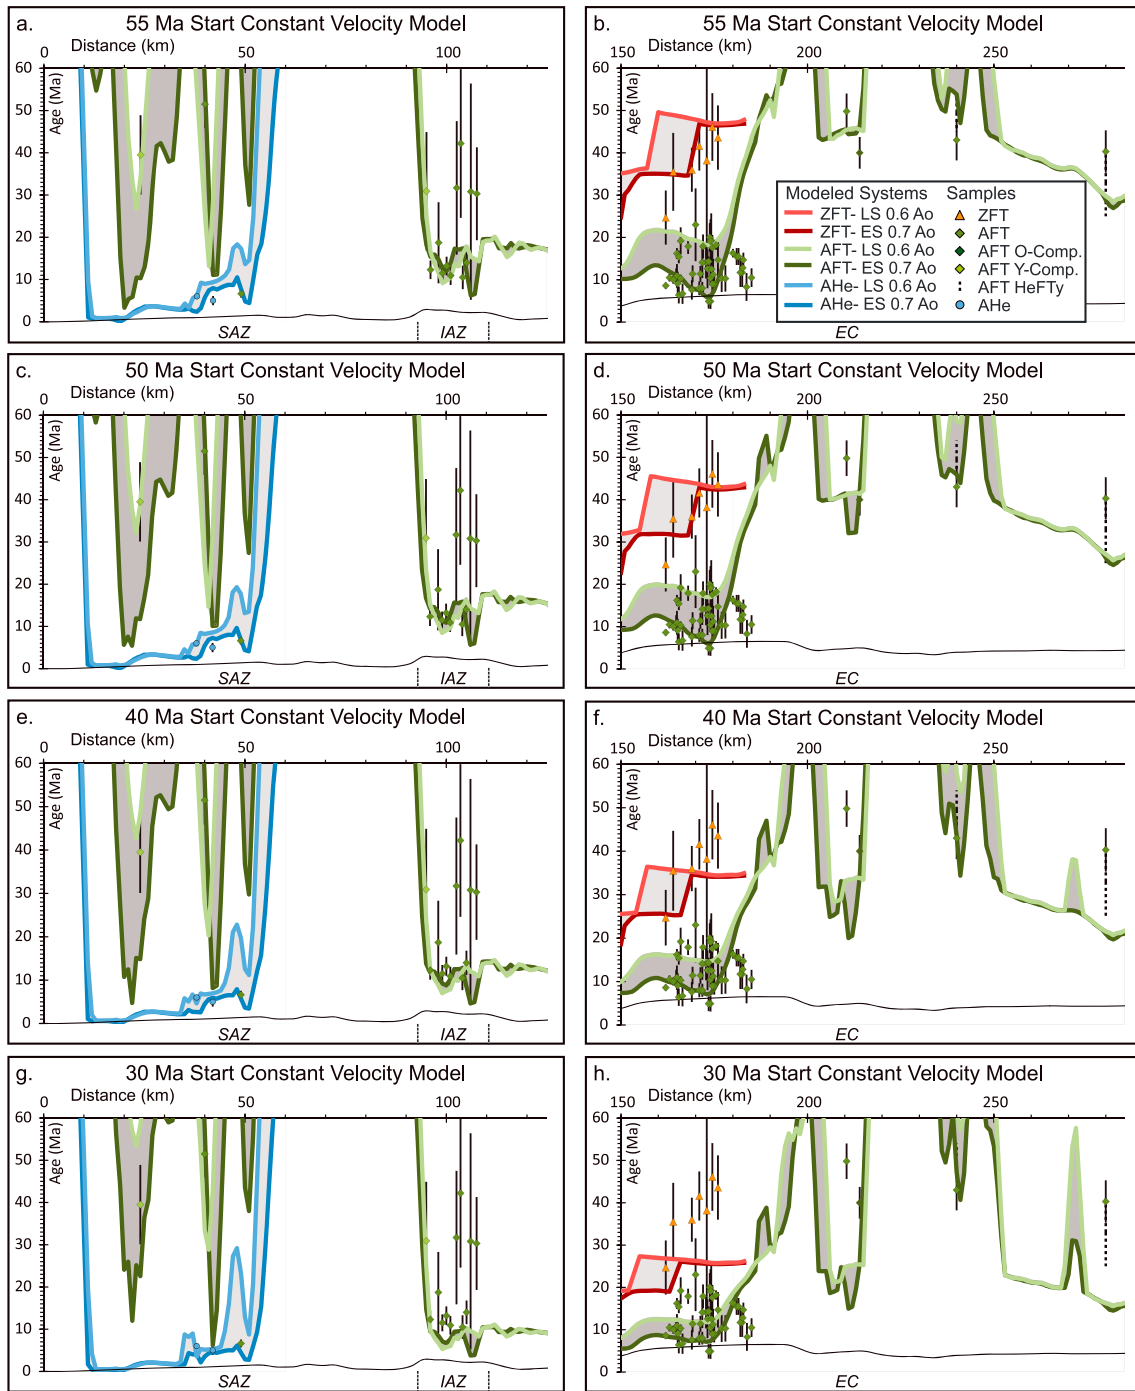 a. 55 Ma Start Constant Velocity Model
0 Distance (km) 50 100
60
50
40
30
20
10
0
Age (Ma)
SAZ IAZ
b. 55 Ma Start Constant Velocity Model
150 Distance (km) 200 250
60
50
40
30
20
10
0
Age (Ma)
Modeled Systems Samples
ZFT- LS 0.6 Ao ZFT
ZFT- ES 0.7 Ao AFT
AFT- LS 0.6 Ao AFT O-Comp.
AFT- ES 0.7 Ao AFT Y-Comp.
AHe- LS 0.6 Ao AFT HeFTy
AHe- ES 0.7 Ao AHe
EC
c. 50 Ma Start Constant Velocity Model
0 Distance (km) 50 100
60
50
40
30
20
10
0
Age (Ma)
SAZ IAZ
d. 50 Ma Start Constant Velocity Model
150 Distance (km) 200 250
60
50
40
30
20
10
0
Age (Ma)
EC
e. 40 Ma Start Constant Velocity Model
0 Distance (km) 50 100
60
50
40
30
20
10
0
Age (Ma)
SAZ IAZ
f. 40 Ma Start Constant Velocity Model
150 Distance (km) 200 250
60
50
40
30
20
10
0
Age (Ma)
EC
g. 30 Ma Start Constant Velocity Model
0 Distance (km) 50 100
60
50
40
30
20
10
0
Age (Ma)
SAZ IAZ
h. 30 Ma Start Constant Velocity Model
150 Distance (km) 200 250
60
50
40
30
20
10
0
Age (Ma)
EC